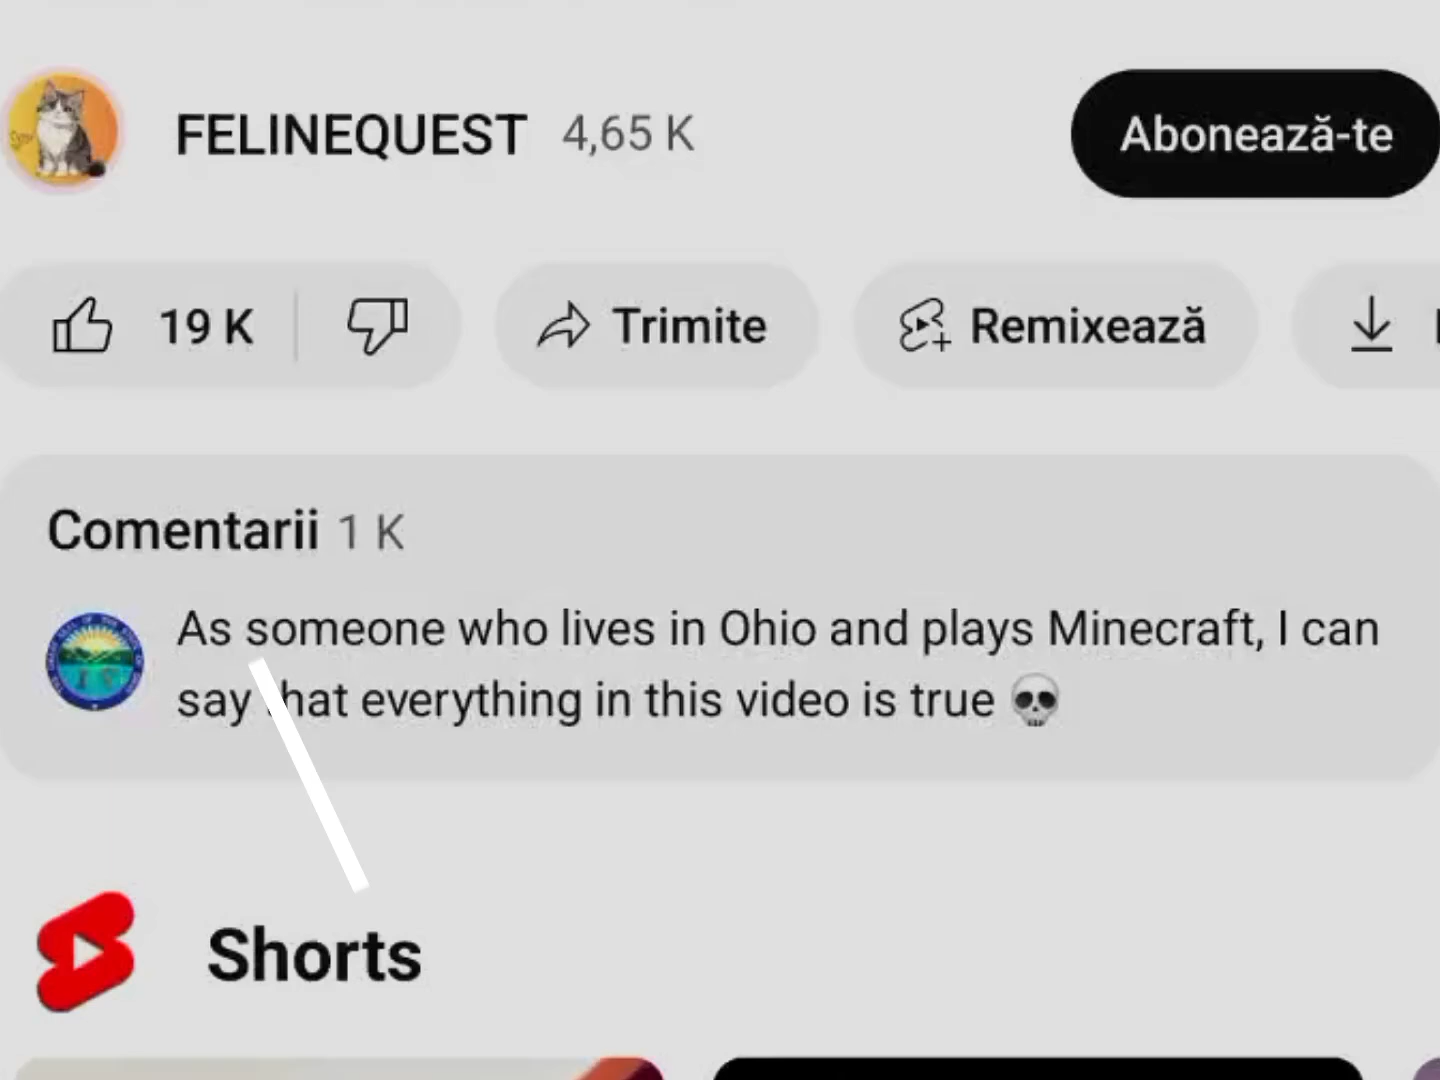 FELINEQUEST 4,65 K
Abonează-te
19 K
Trimite
Remixează
Comentarii 1 K
As someone who lives in Ohio and plays Minecraft, I can
say that everything in this video is true 💀
Shorts